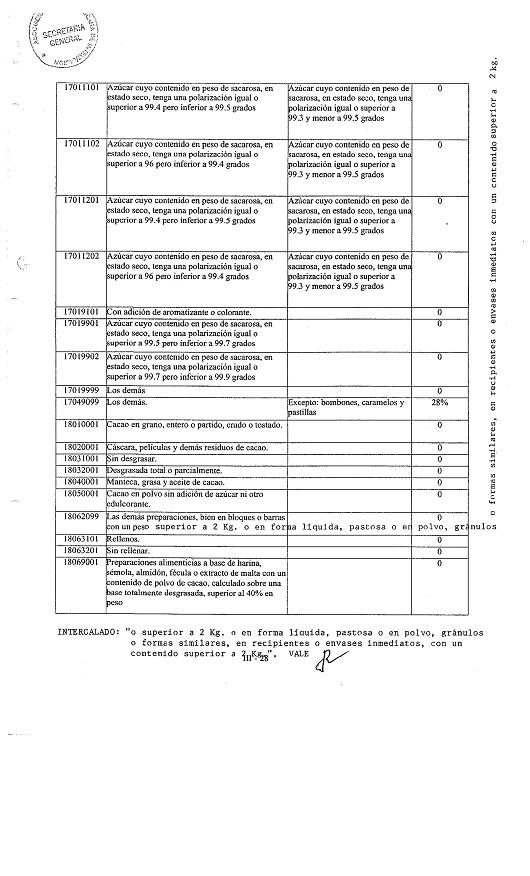 SECRETARIA
GENERAL
17011101 Azúcar cuyo contenido en peso de sacarosa, en Azúcar cuyo contenido en peso de 0
estado seco, tenga una polarización igual o sacarosa, en estado seco, tenga una
superior a 99.4 pero inferior a 99.5 grados polarización igual o superior a
99.3 y menor a 99.5 grados
17011102 Azúcar cuyo contenido en peso de sacarosa, en Azúcar cuyo contenido en peso de 0
estado seco, tenga una polarización igual o sacarosa, en estado seco, tenga una
superior a 96 pero inferior a 99.4 grados polarización igual o superior a
99.3 y menor a 99.5 grados
17011201 Azúcar cuyo contenido en peso de sacarosa, en Azúcar cuyo contenido en peso de 0
estado seco, tenga una polarización igual o sacarosa, en estado seco, tenga una
superior a 99.4 pero inferior a 99.5 grados polarización igual o superior a
99.3 y menor a 99.5 grados
17011202 Azúcar cuyo contenido en peso de sacarosa, en Azúcar cuyo contenido en peso de 0
estado seco, tenga una polarización igual o sacarosa, en estado seco, tenga una
superior a 96 pero inferior a 99.4 grados polarización igual o superior a
99.3 y menor a 99.5 grados
17019101 Con adición de aromatizante o colorante. 0
17019901 Azúcar cuyo contenido en peso de sacarosa, en 0
estado seco, tenga una polarización igual o
superior a 99.5 pero inferior a 99.7 grados
17019902 Azúcar cuyo contenido en peso de sacarosa, en 0
estado seco, tenga una polarización igual o
superior a 99.7 pero inferior a 99.9 grados
17019999 Los demás 0
17049099 Los demás. Excepto: bombones, caramelos y 28%
pastillas
18010001 Cacao en grano, entero o partido, crudo o tostado. 0
18020001 Cáscara, películas y demás residuos de cacao. 0
18031001 Sin desgrasar. 0
18032001 Desgrasada total o parcialmente. 0
18040001 Manteca, grasa y aceite de cacao. 0
18050001 Cacao en polvo sin adición de azúcar ni otro 0
edulcorante.
18062099 Las demás preparaciones, bien en bloques o barras 0
con un peso superior a 2 Kg. o en forma líquida, pastosa o en polvo, gránulos
o formas similares, en recipientes o envases inmediatos con un contenido superior a 2 kg.
18063101 Rellenos. 0
18063201 Sin rellenar. 0
18069001 Preparaciones alimenticias a base de harina, 0
sémola, almidón, fécula o extracto de malta con un
contenido de polvo de cacao, calculado sobre una
base totalmente desgrasada, superior al 40% en
peso
INTERCALADO: "o superior a 2 Kg. o en forma líquida, pastosa o en polvo, gránulos
o formas similares, en recipientes o envases inmediatos, con un
contenido superior a 2 Kg.", VALE
III - 28